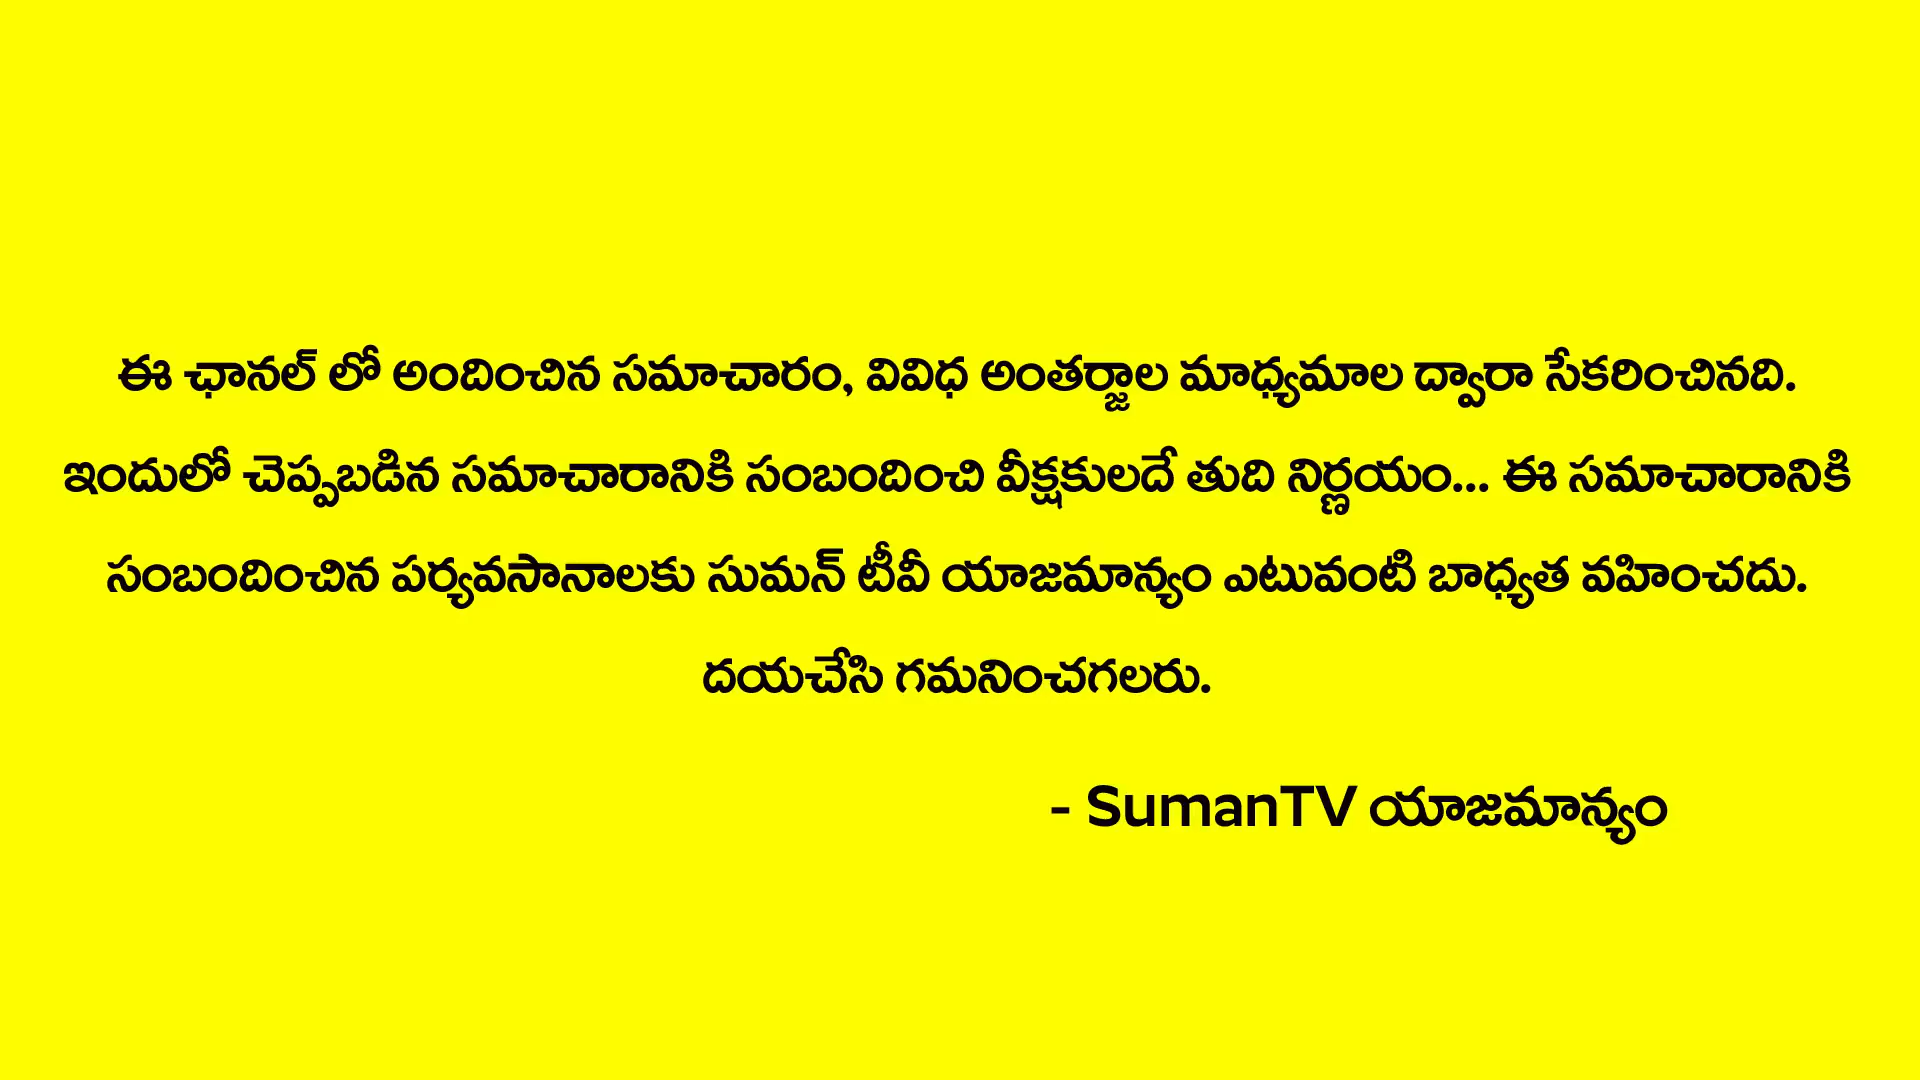 ఈ ఛానల్ లో అందించిన సమాచారం, వివిధ అంతర్జాల మాధ్యమాల ద్వారా సేకరించినది.
ఇందులో చెప్పబడిన సమాచారానికి సంబందించి వీక్షకులదే తుది నిర్ణయం... ఈ సమాచారానికి
సంబందించిన పర్యవసానాలకు సుమన్ టీవీ యాజమాన్యం ఎటువంటి బాధ్యత వహించదు.
దయచేసి గమనించగలరు.
- SumanTV యాజమాన్యం